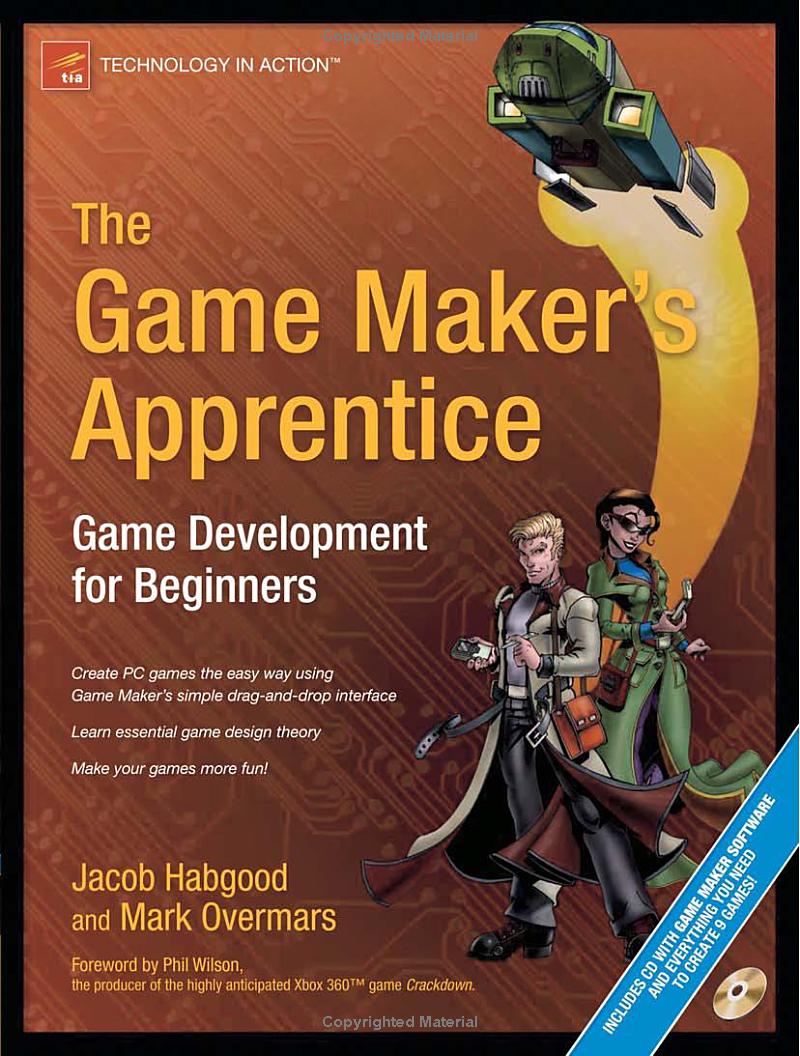 Copyrighted Material
tia
TECHNOLOGY IN ACTION™
The
Game Maker's
Apprentice
Game Development
for Beginners
Create PC games the easy way using
Game Maker's simple drag-and-drop interface
Learn essential game design theory
Make your games more fun!
Jacob Habgood
and Mark Overmars
Foreword by Phil Wilson,
the producer of the highly anticipated Xbox 360™ game Crackdown.
INCLUDES CD WITH GAME MAKER SOFTWARE
AND EVERYTHING YOU NEED
TO CREATE 9 GAMES!
Copyrighted Material